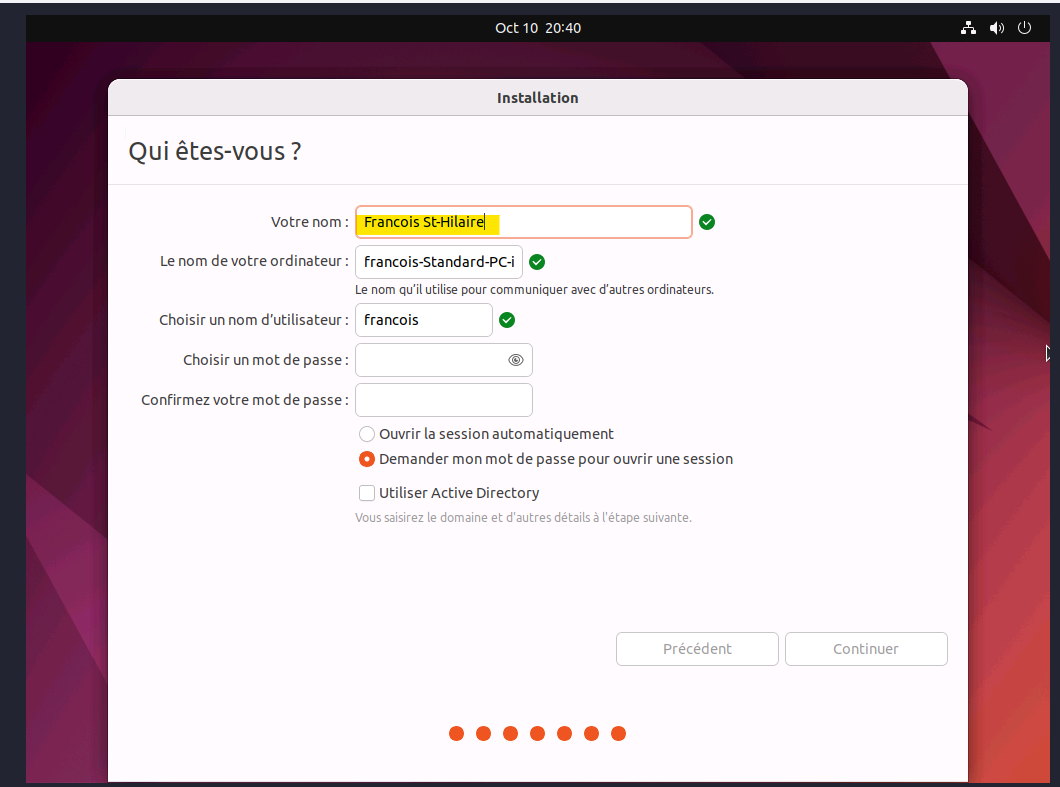 Oct 10 20:40
Installation
Qui êtes-vous ?
Votre nom : Francois St-Hilaire
Le nom de votre ordinateur : francois-Standard-PC-i
Le nom qu'il utilise pour communiquer avec d'autres ordinateurs.
Choisir un nom d'utilisateur : francois
Choisir un mot de passe :
Confirmez votre mot de passe :
Ouvrir la session automatiquement
Demander mon mot de passe pour ouvrir une session
Utiliser Active Directory
Vous saisirez le domaine et d'autres détails à l'étape suivante.
Précédent Continuer